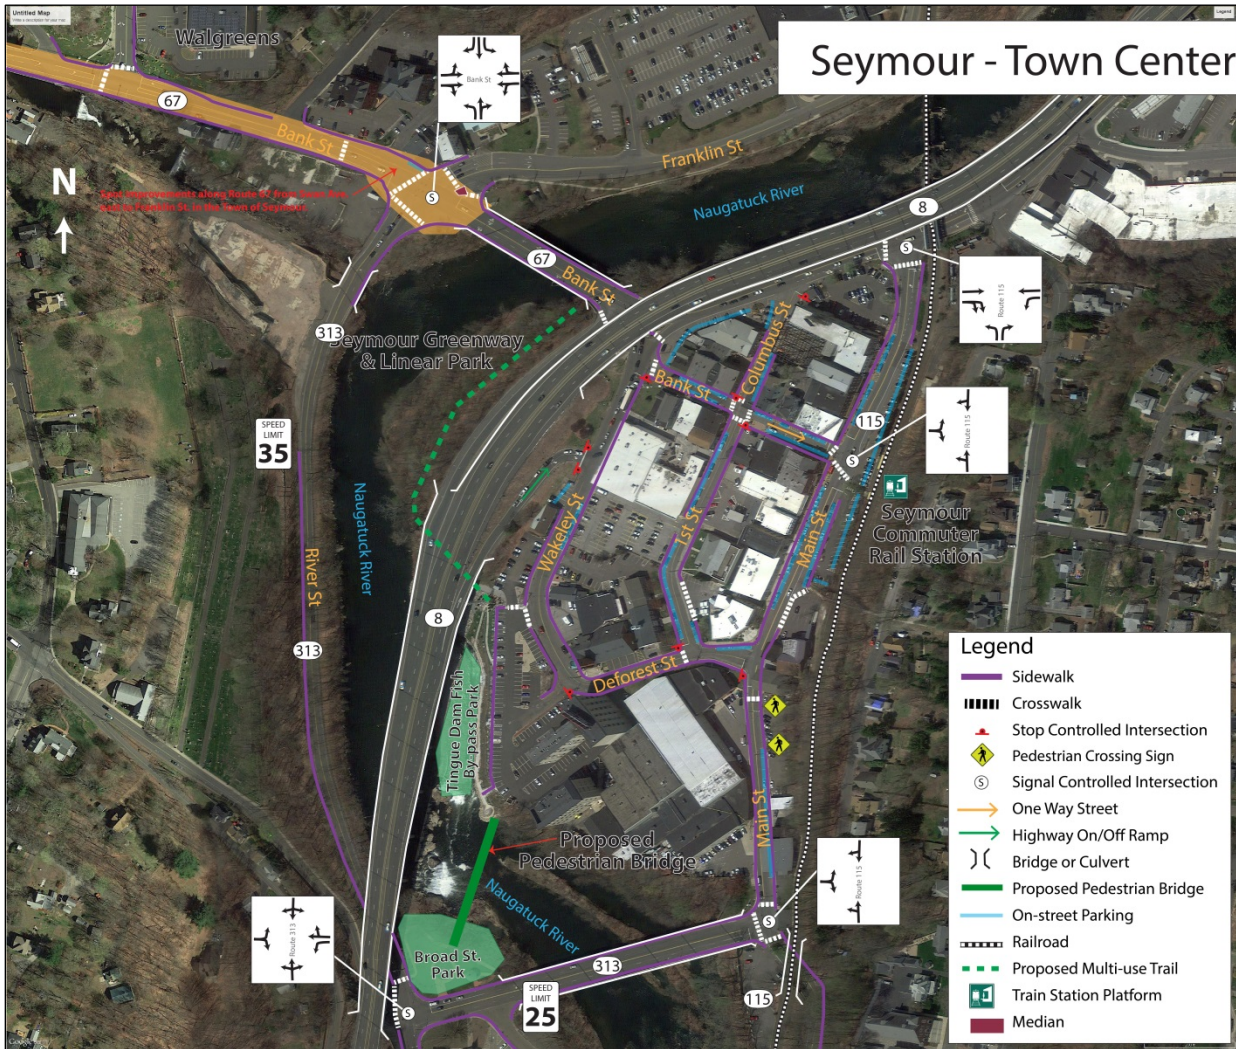 Untitled Map
Legend
Seymour - Town Center
Walgreens
Bank St
67
Bank St
Franklin St
N
Naugatuck River
8
67
Bank St
Route 115
313
Seymour Greenway
& Linear Park
Columbus St
Bank St
115
Route 115
SPEED
LIMIT
35
Naugatuck River
Wakeley St
1st St
Main St
Seymour
Commuter
Rail Station
River St
8
313
Deforest St
Tingue Dam Fish
By-pass Park
Main St
Proposed
Pedestrian Bridge
Route 115
Naugatuck River
Route 313
Broad St.
Park
313
SPEED
LIMIT
25
115
S
S
S
S
S
Legend
Sidewalk
Crosswalk
Stop Controlled Intersection
Pedestrian Crossing Sign
S
Signal Controlled Intersection
One Way Street
Highway On/Off Ramp
Bridge or Culvert
Proposed Pedestrian Bridge
On-street Parking
Railroad
Proposed Multi-use Trail
Train Station Platform
Median
Google